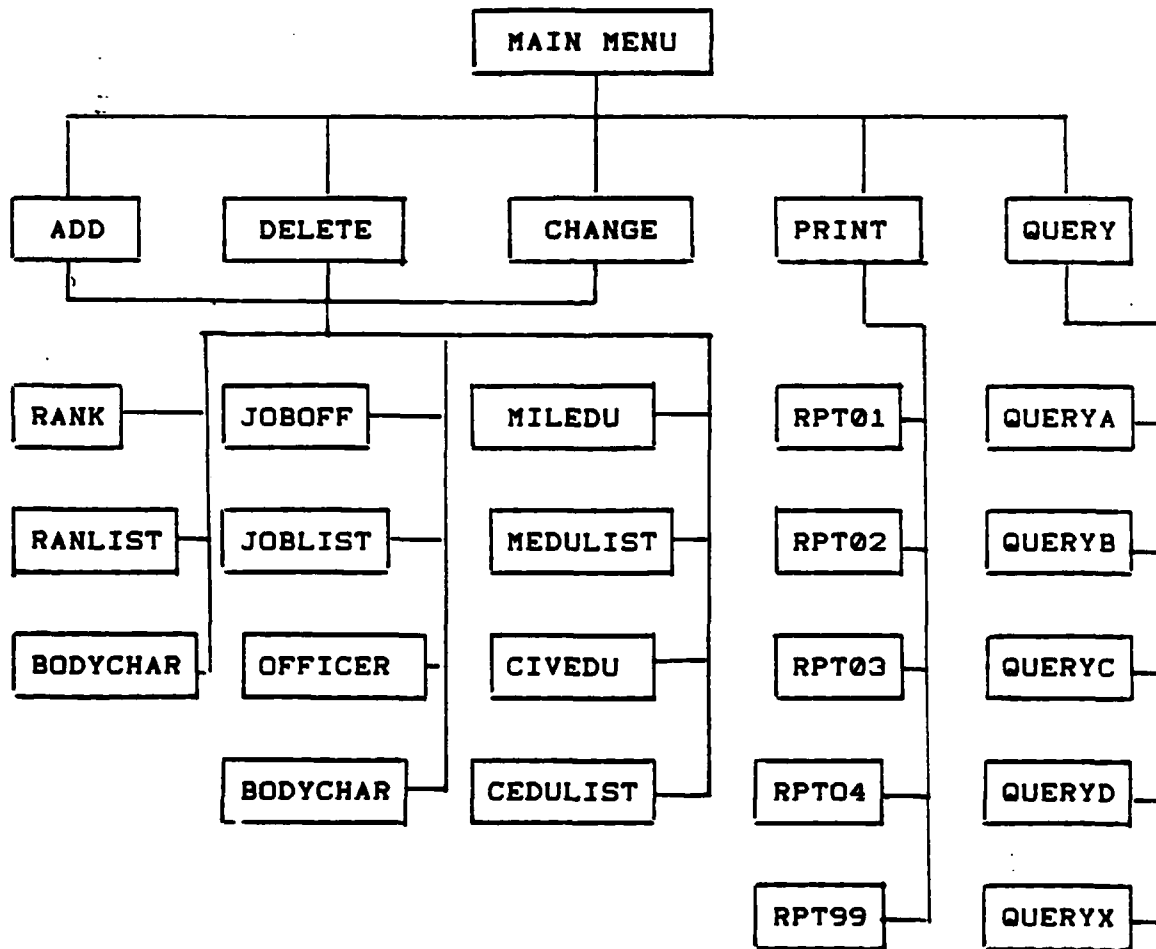 MAIN MENU
ADD
DELETE
CHANGE
PRINT
QUERY
RANK
JOBOFF
MILEDU
RPT01
QUERYA
RANLIST
JOBLIST
MEDULIST
RPT02
QUERYB
BODYCHAR
OFFICER
CIVEDU
RPT03
QUERYC
BODYCHAR
CEDULIST
RPTO4
QUERYD
RPT99
QUERYX